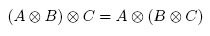 (A ⊗ B) ⊗ C = A ⊗ (B ⊗ C)